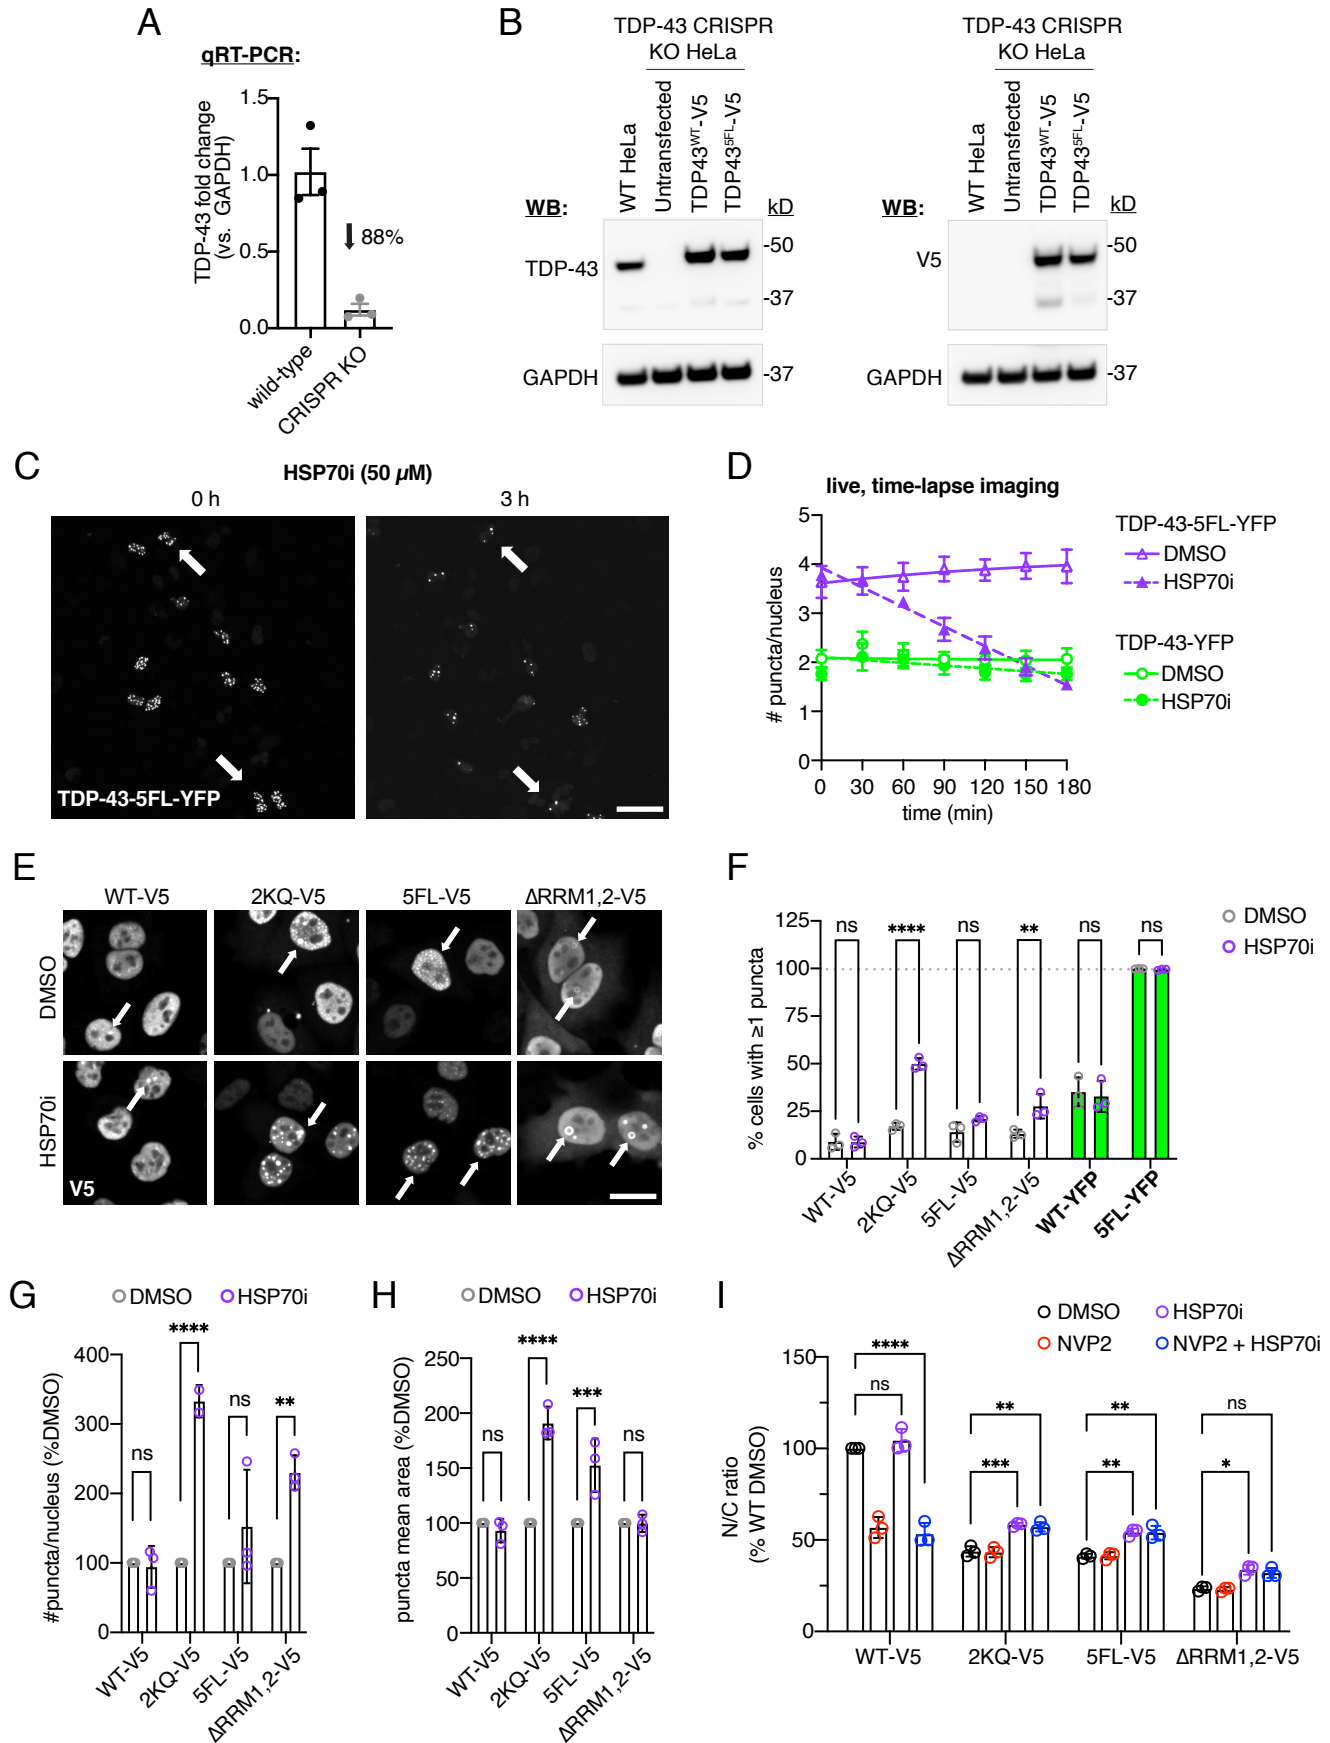 A
qRT-PCR:
TDP-43 fold change
(vs. GAPDH)
1.5
1.0
0.5
0.0
88%
wild-type
CRISPR KO
B
TDP-43 CRISPR
KO HeLa
WT HeLa
Untransfected
TDP43WT-V5
TDP435FL-V5
WB:
kD
TDP-43
-50
-37
GAPDH
-37
TDP-43 CRISPR
KO HeLa
WT HeLa
Untransfected
TDP43WT-V5
TDP435FL-V5
WB:
kD
V5
-50
-37
GAPDH
-37
C
HSP70i (50 µM)
0 h
3 h
TDP-43-5FL-YFP
D
live, time-lapse imaging
# puncta/nucleus
5
4
3
2
1
0
0 30 60 90 120 150 180
time (min)
TDP-43-5FL-YFP
DMSO
HSP70i
TDP-43-YFP
DMSO
HSP70i
E
WT-V5 2KQ-V5 5FL-V5 ΔRRM1,2-V5
DMSO
HSP70i
V5
F
% cells with ≥1 puncta
125
100
75
50
25
0
ns **** ns ** ns ns
DMSO
HSP70i
WT-V5
2KQ-V5
5FL-V5
ΔRRM1,2-V5
WT-YFP
5FL-YFP
G
DMSO HSP70i
#puncta/nucleus (%DMSO)
400
300
200
100
0
ns **** ns **
WT-V5
2KQ-V5
5FL-V5
ΔRRM1,2-V5
H
DMSO HSP70i
puncta mean area (%DMSO)
250
200
150
100
50
0
ns **** *** ns
WT-V5
2KQ-V5
5FL-V5
ΔRRM1,2-V5
I
DMSO HSP70i
NVP2 NVP2 + HSP70i
N/C ratio
(% WT DMSO)
150
100
50
0
**** ns
** ***
** **
ns *
WT-V5 2KQ-V5 5FL-V5 ΔRRM1,2-V5